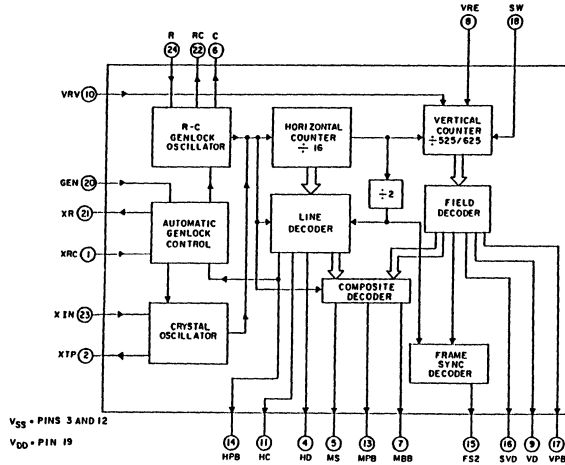 R RC C VRE SW
24 22 6 8 18
VRV 10
R-C
GENLOCK
OSCILLATOR
HORIZONTAL
COUNTER
÷ 16
VERTICAL
COUNTER
÷525/625
÷2
GEN 20
XR 21
XRC 1
AUTOMATIC
GENLOCK
CONTROL
LINE
DECODER
FIELD
DECODER
COMPOSITE
DECODER
XIN 23
XTP 2
CRYSTAL
OSCILLATOR
FRAME
SYNC
DECODER
VSS = PINS 3 AND 12
VDD = PIN 19
14 11 4 5 13 7 15 16 9 17
HPB HC HD MS MPB MBB FS2 SVD VD VPB